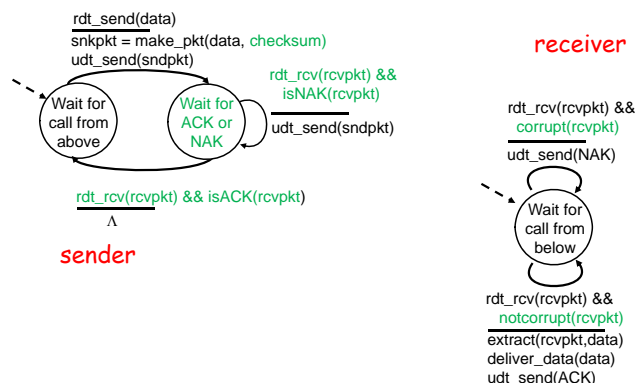 rdt_send(data)
snkpkt = make_pkt(data, checksum)
udt_send(sndpkt)
Wait for
call from
above
Wait for
ACK or
NAK
rdt_rcv(rcvpkt) &&
isNAK(rcvpkt)
udt_send(sndpkt)
rdt_rcv(rcvpkt) && isACK(rcvpkt)
Λ
sender
receiver
rdt_rcv(rcvpkt) &&
corrupt(rcvpkt)
udt_send(NAK)
Wait for
call from
below
rdt_rcv(rcvpkt) &&
notcorrupt(rcvpkt)
extract(rcvpkt,data)
deliver_data(data)
udt_send(ACK)